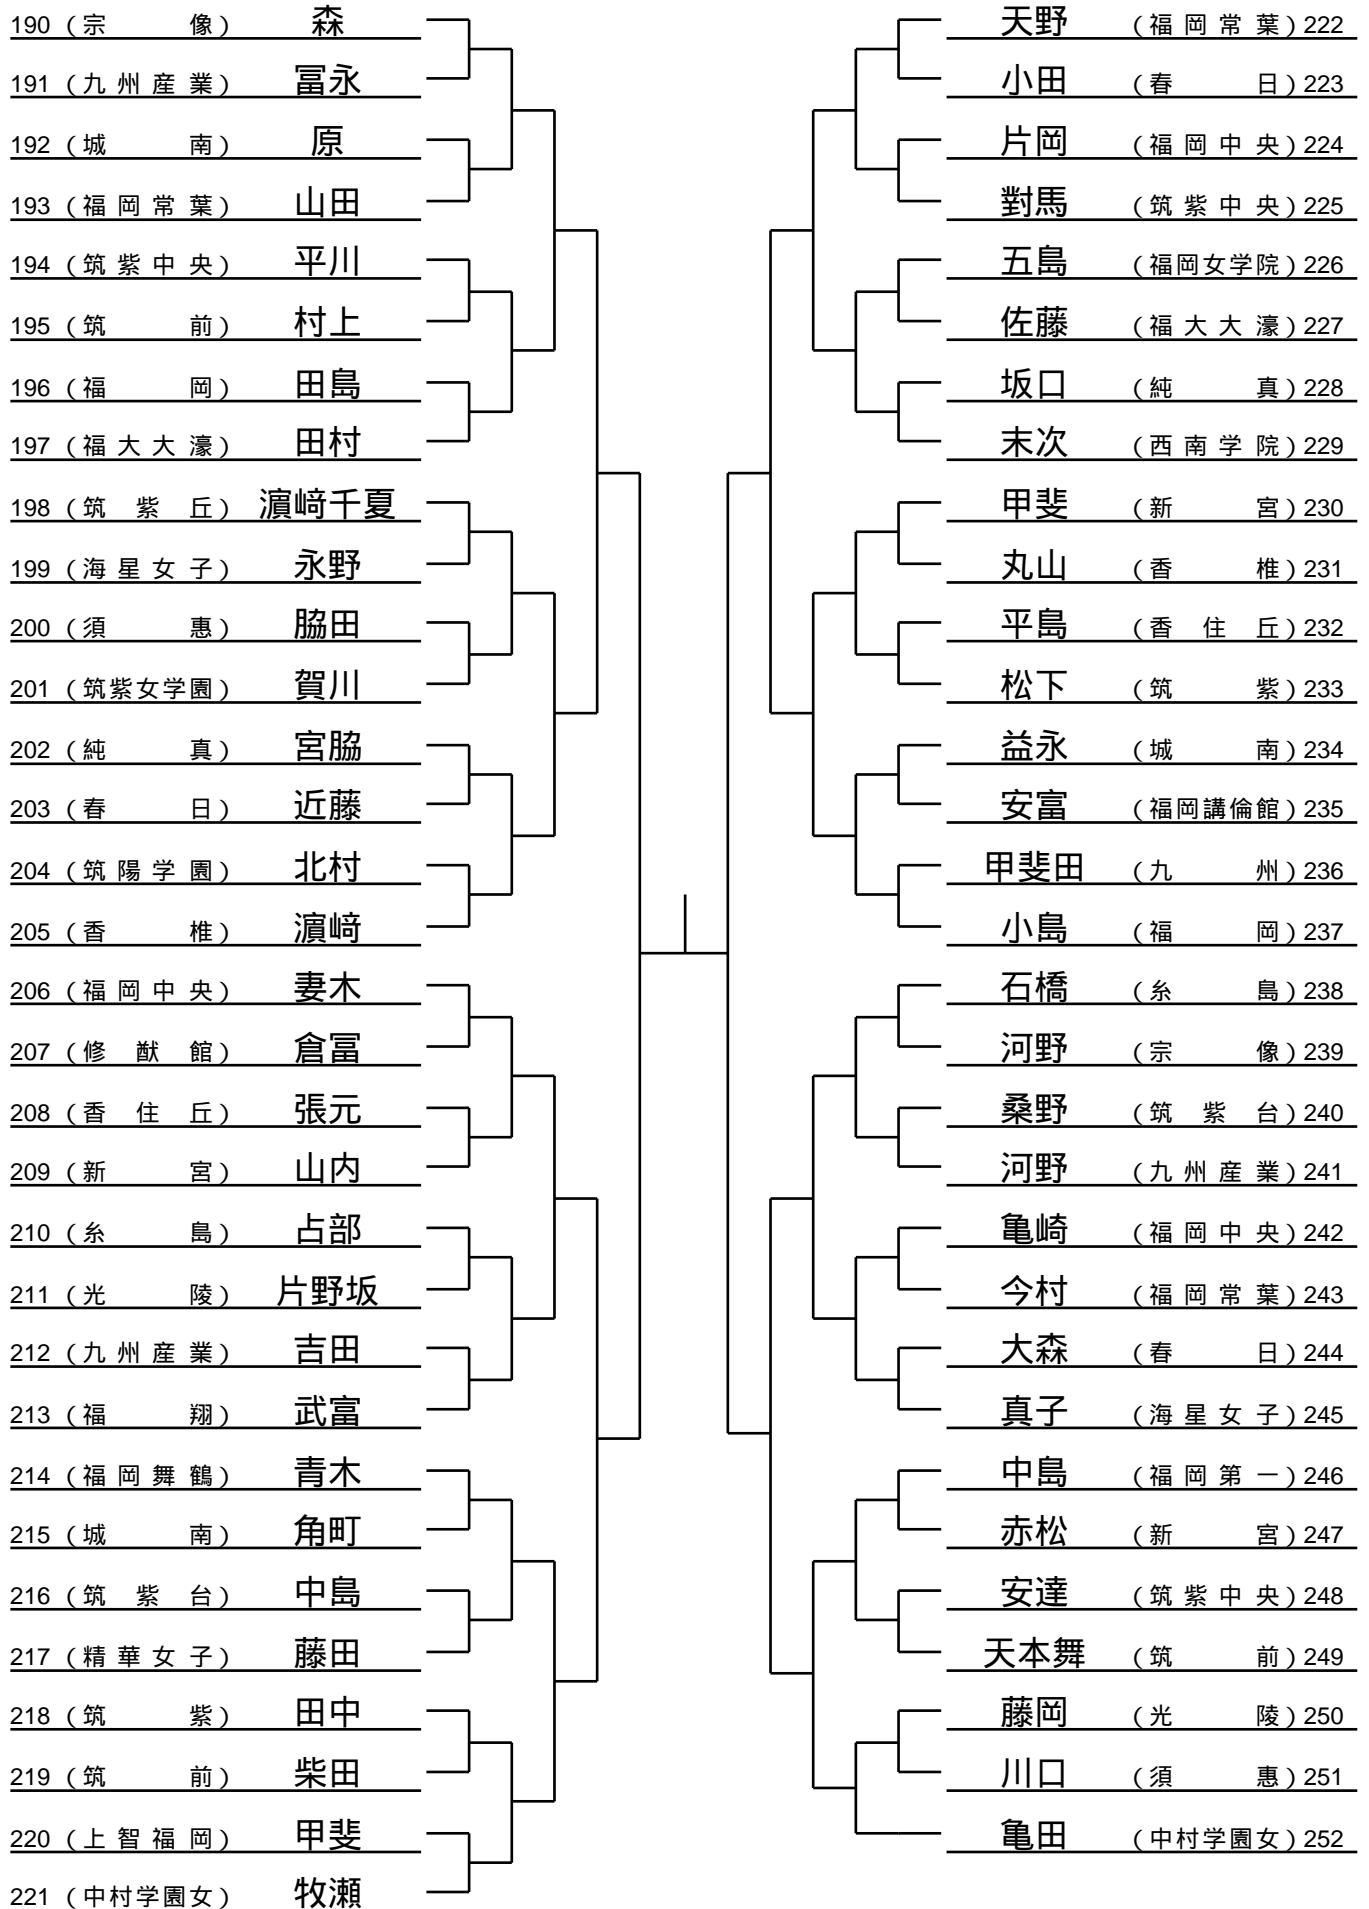 190 （宗像） 森
191 （九州産業） 冨永
192 （城南） 原
193 （福岡常葉） 山田
194 （筑紫中央） 平川
195 （筑前） 村上
196 （福岡） 田島
197 （福大大濠） 田村
198 （筑紫丘） 濵﨑千夏
199 （海星女子） 永野
200 （須惠） 脇田
201 （筑紫女学園） 賀川
202 （純真） 宮脇
203 （春日） 近藤
204 （筑陽学園） 北村
205 （香椎） 濵﨑
206 （福岡中央） 妻木
207 （修猷館） 倉冨
208 （香住丘） 張元
209 （新宮） 山内
210 （糸島） 占部
211 （光陵） 片野坂
212 （九州産業） 吉田
213 （福翔） 武富
214 （福岡舞鶴） 青木
215 （城南） 角町
216 （筑紫台） 中島
217 （精華女子） 藤田
218 （筑紫） 田中
219 （筑前） 柴田
220 （上智福岡） 甲斐
221 （中村学園女） 牧瀬
天野 （福岡常葉）222
小田 （春日）223
片岡 （福岡中央）224
對馬 （筑紫中央）225
五島 （福岡女学院）226
佐藤 （福大大濠）227
坂口 （純真）228
末次 （西南学院）229
甲斐 （新宮）230
丸山 （香椎）231
平島 （香住丘）232
松下 （筑紫）233
益永 （城南）234
安富 （福岡講倫館）235
甲斐田 （九州）236
小島 （福岡）237
石橋 （糸島）238
河野 （宗像）239
桑野 （筑紫台）240
河野 （九州産業）241
亀崎 （福岡中央）242
今村 （福岡常葉）243
大森 （春日）244
真子 （海星女子）245
中島 （福岡第一）246
赤松 （新宮）247
安達 （筑紫中央）248
天本舞 （筑前）249
藤岡 （光陵）250
川口 （須惠）251
亀田 （中村学園女）252